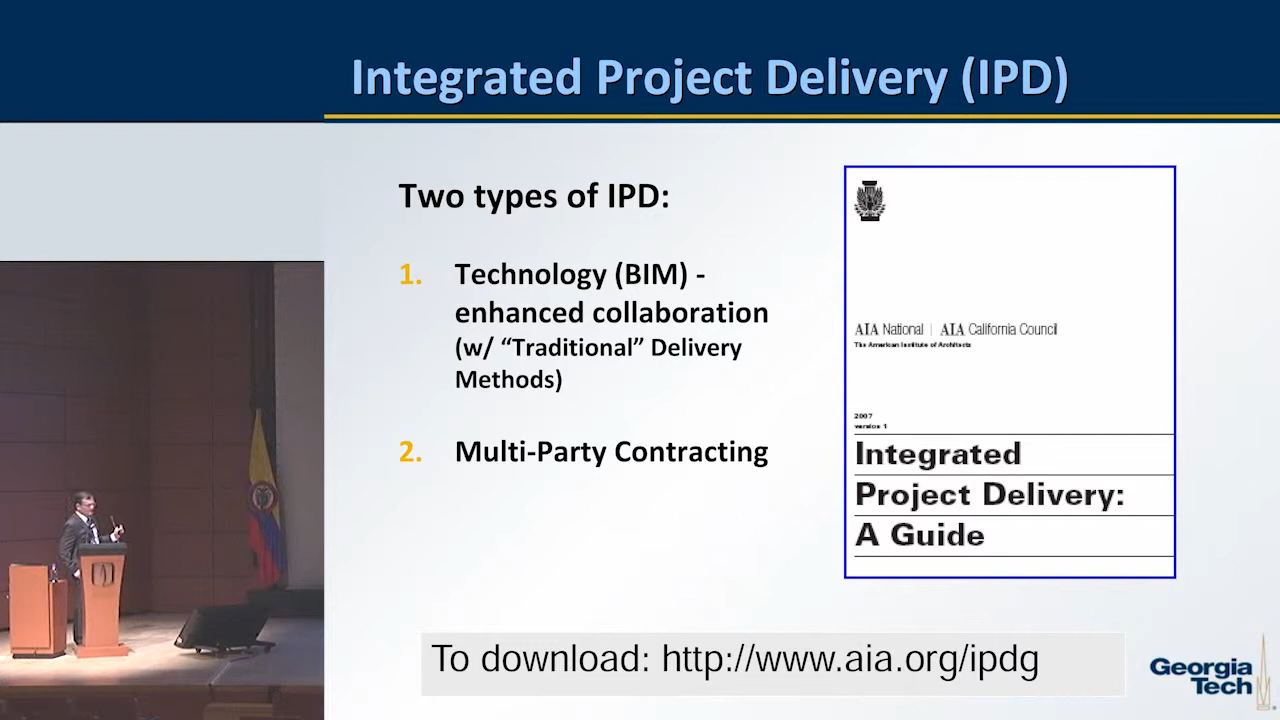 Integrated Project Delivery (IPD)
Two types of IPD:
1. Technology (BIM) -
enhanced collaboration
(w/ “Traditional” Delivery
Methods)
2. Multi-Party Contracting
AIA National | AIA California Council
The American Institute of Architects
2007
version 1
Integrated
Project Delivery:
A Guide
To download: http://www.aia.org/ipdg
Georgia
Tech